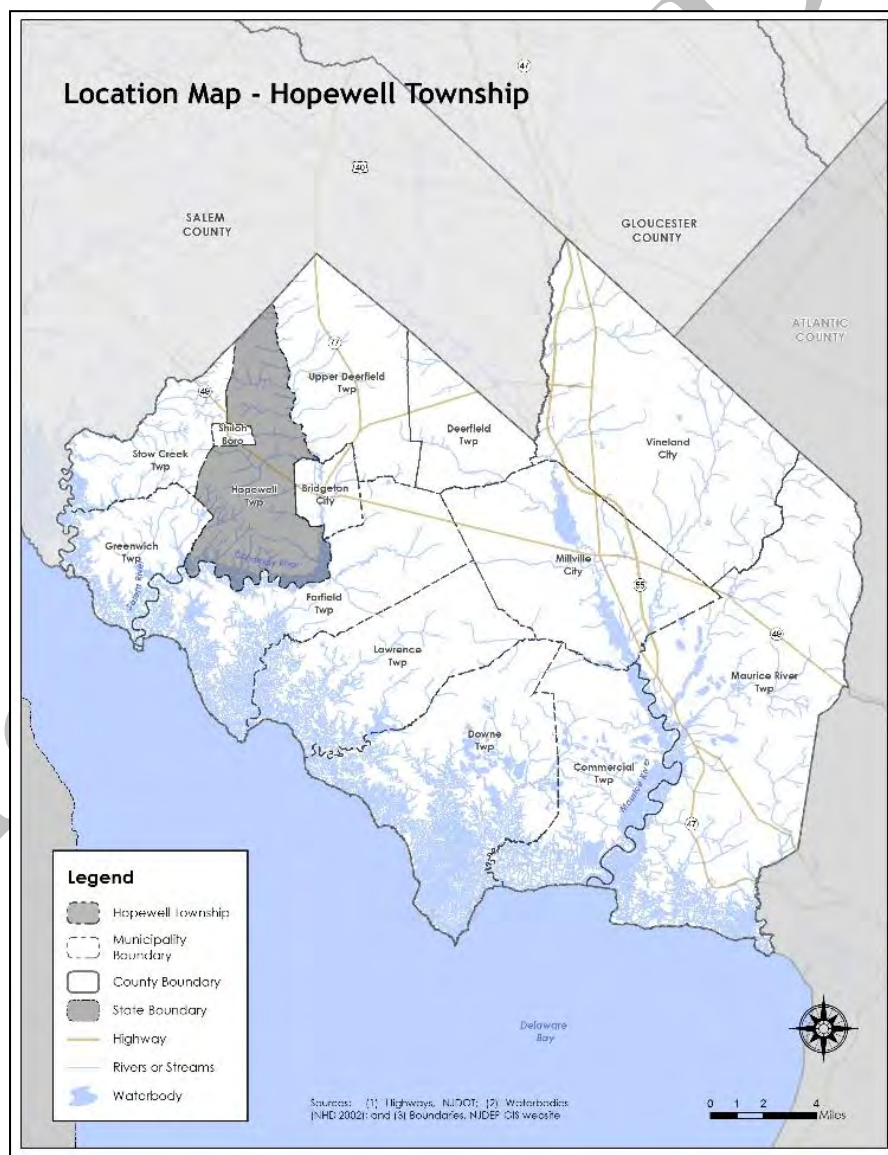 47
Location Map - Hopewell Township
40
SALEM
COUNTY
GLOUCESTER
COUNTY
ATLANTIC
COUNTY
77
Upper Deerfield
Twp
49
Deerfield
Twp
Shiloh
Boro
Vineland
City
Stow Creek
Twp
Hopewell
Twp
Bridgeton
City
Greenwich
Twp
Cohansey River
Millville
City
55
Fairfield
Twp
49
Lawrence
Twp
Maurice River
Twp
Downe
Twp
Commercial
Twp
Maurice River
47
Legend
Hopewell Township
Municipality
Boundary
County Boundary
State Boundary
Highway
Rivers or Streams
Waterbody
Delaware
Bay
Sources: (1) Highways, NJDOT; (2) Waterbodies
(NHD 2002); and (3) Boundaries, NJDEP GIS website
0 1 2 4
Miles